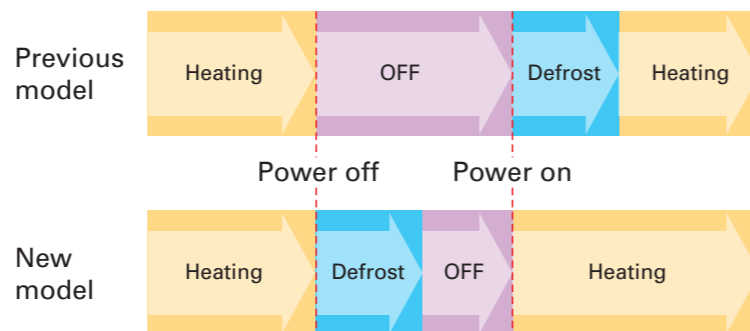 Previous
model
Heating
OFF
Defrost
Heating
Power off
Power on
New
model
Heating
Defrost
OFF
Heating